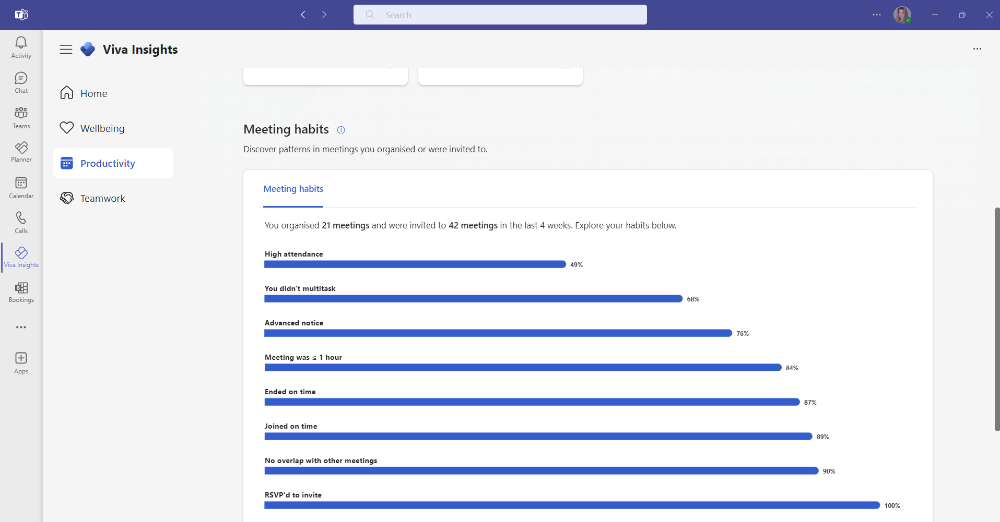 Search
Activity
Chat
Teams
Planner
Calendar
Calls
Viva Insights
Bookings
Apps
Viva Insights
Home
Wellbeing
Productivity
Teamwork
Meeting habits
Discover patterns in meetings you organised or were invited to.
Meeting habits
You organised 21 meetings and were invited to 42 meetings in the last 4 weeks. Explore your habits below.
High attendance
49%
You didn't multitask
68%
Advanced notice
76%
Meeting was ≤ 1 hour
84%
Ended on time
87%
Joined on time
89%
No overlap with other meetings
90%
RSVP'd to invite
100%